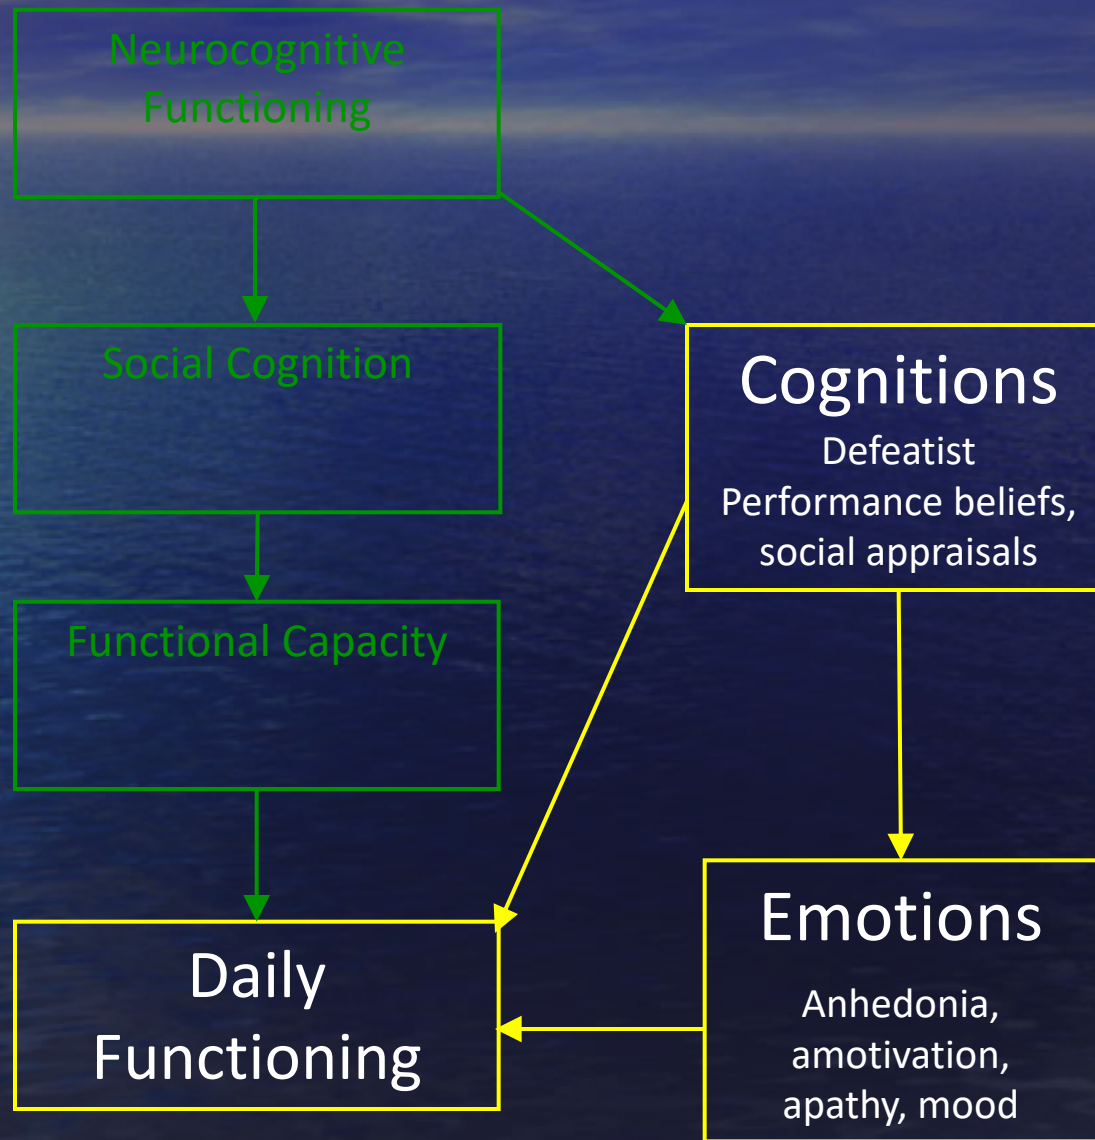 Neurocognitive
Functioning
Social Cognition
Cognitions
Defeatist
Performance beliefs,
social appraisals
Functional Capacity
Daily
Functioning
Emotions
Anhedonia,
amotivation,
apathy, mood